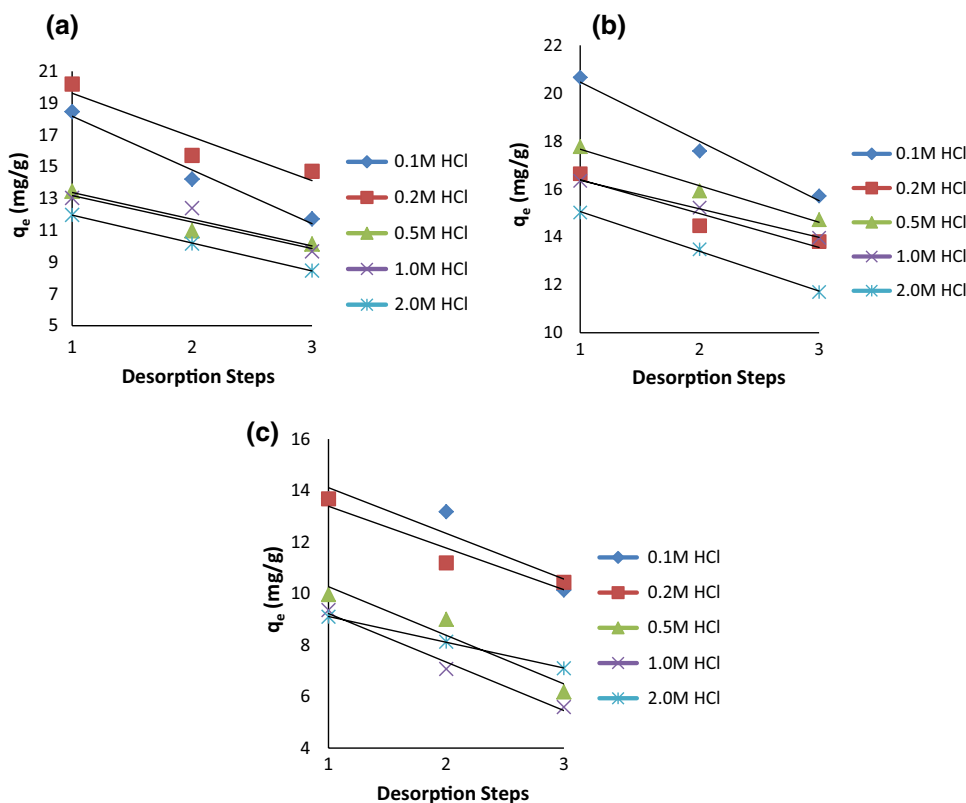 (a)
q_e (mg/g)
21
19
17
15
13
11
9
7
5
1 2 3
Desorption Steps
0.1M HCl
0.2M HCl
0.5M HCl
1.0M HCl
2.0M HCl
(b)
q_e (mg/g)
22
20
18
16
14
12
10
1 2 3
Desorption Steps
0.1M HCl
0.2M HCl
0.5M HCl
1.0M HCl
2.0M HCl
(c)
q_e (mg/g)
16
14
12
10
8
6
4
1 2 3
Desorption Steps
0.1M HCl
0.2M HCl
0.5M HCl
1.0M HCl
2.0M HCl